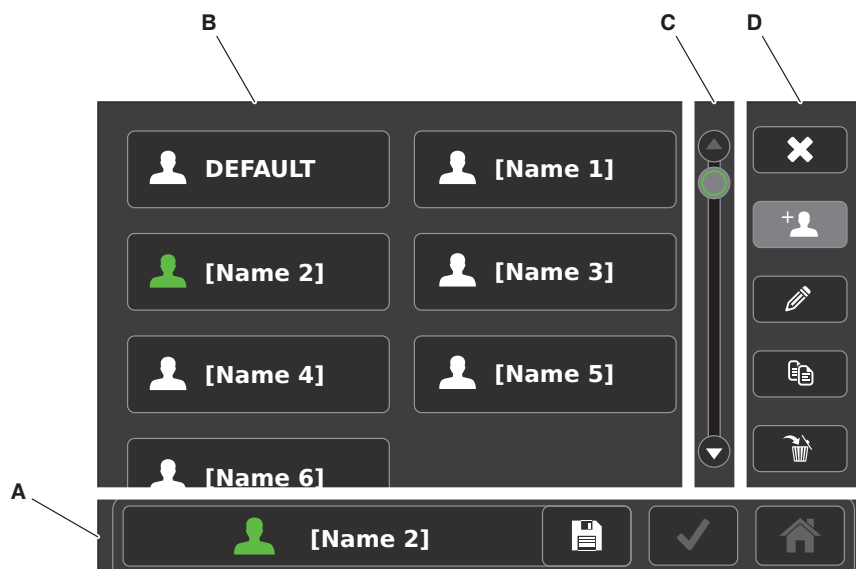 B
C
D
DEFAULT
[Name 1]
[Name 2]
[Name 3]
[Name 4]
[Name 5]
[Name 6]
A
[Name 2]